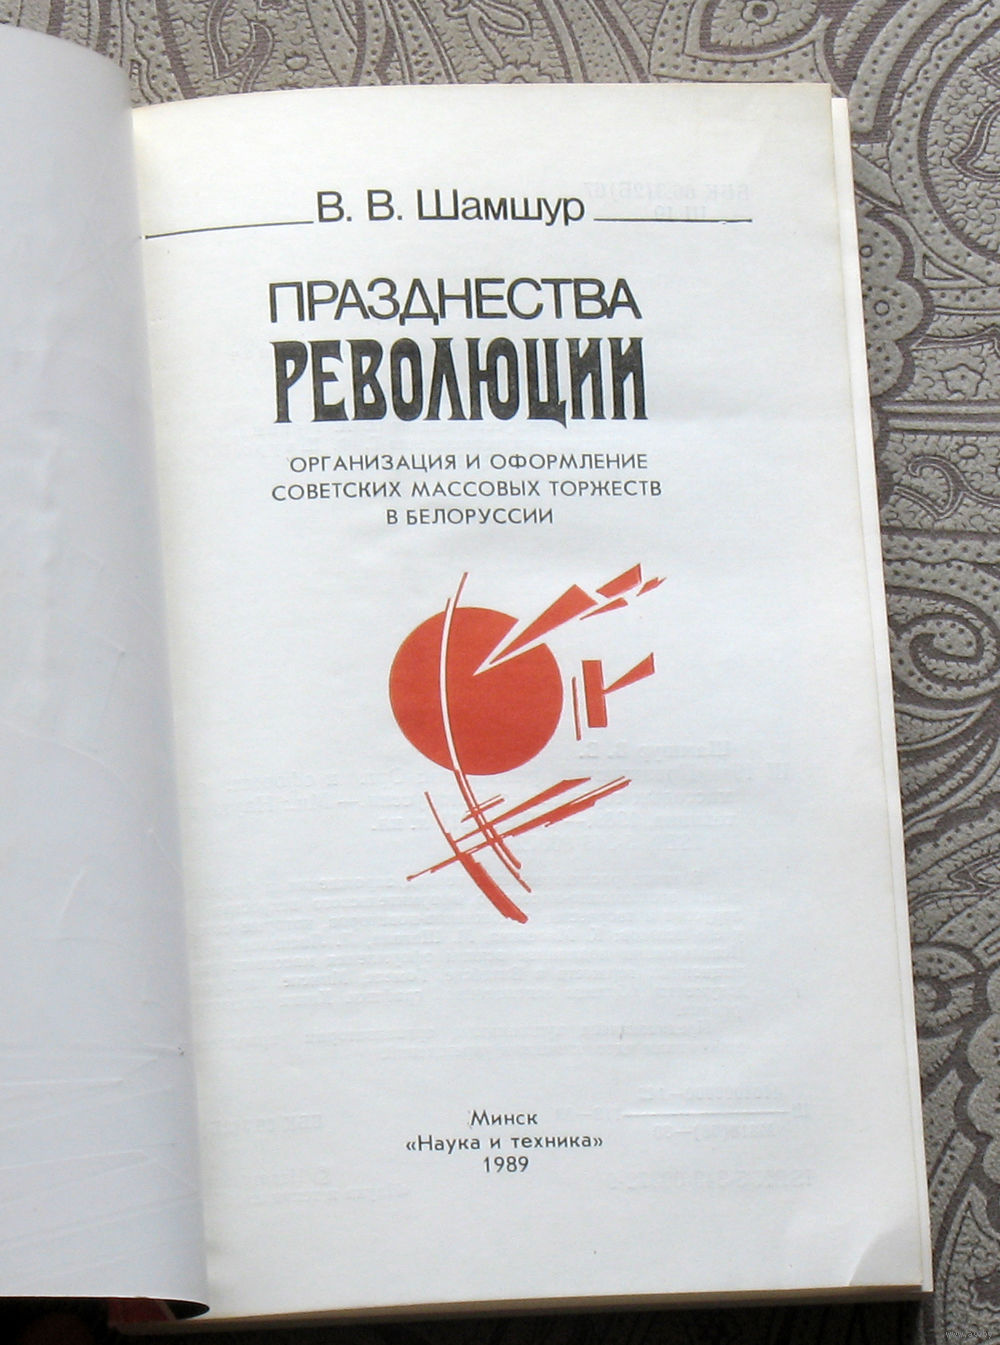 В. В. Шамшур
ПРАЗДНЕСТВА
РЕВОЛЮЦИИ
ОРГАНИЗАЦИЯ И ОФОРМЛЕНИЕ
СОВЕТСКИХ МАССОВЫХ ТОРЖЕСТВ
В БЕЛОРУССИИ
Минск
«Наука и техника»
1989